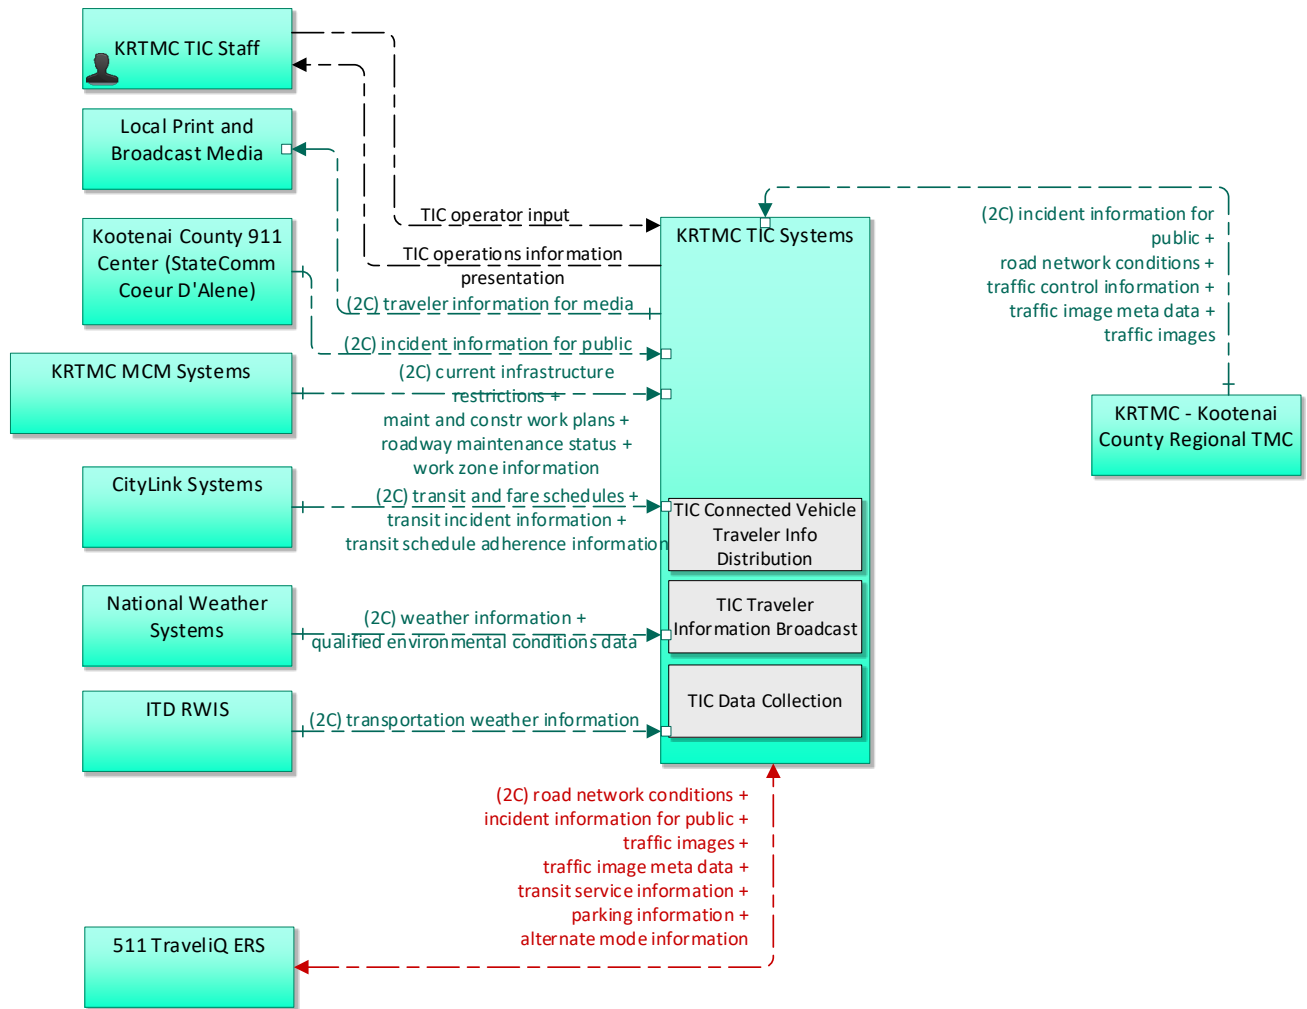 KRTMC TIC Staff
Local Print and
Broadcast Media
Kootenai County 911
Center (StateComm
Coeur D'Alene)
KRTMC MCM Systems
CityLink Systems
National Weather
Systems
ITD RWIS
511 TraveliQ ERS
TIC operator input
TIC operations information
presentation
(2C) traveler information for media
(2C) incident information for public
(2C) current infrastructure
restrictions +
maint and constr work plans +
roadway maintenance status +
work zone information
(2C) transit and fare schedules +
transit incident information +
transit schedule adherence information
(2C) weather information +
qualified environmental conditions data
(2C) transportation weather information
(2C) road network conditions +
incident information for public +
traffic images +
traffic image meta data +
transit service information +
parking information +
alternate mode information
KRTMC TIC Systems
TIC Connected Vehicle
Traveler Info
Distribution
TIC Traveler
Information Broadcast
TIC Data Collection
(2C) incident information for
public +
road network conditions +
traffic control information +
traffic image meta data +
traffic images
KRTMC - Kootenai
County Regional TMC